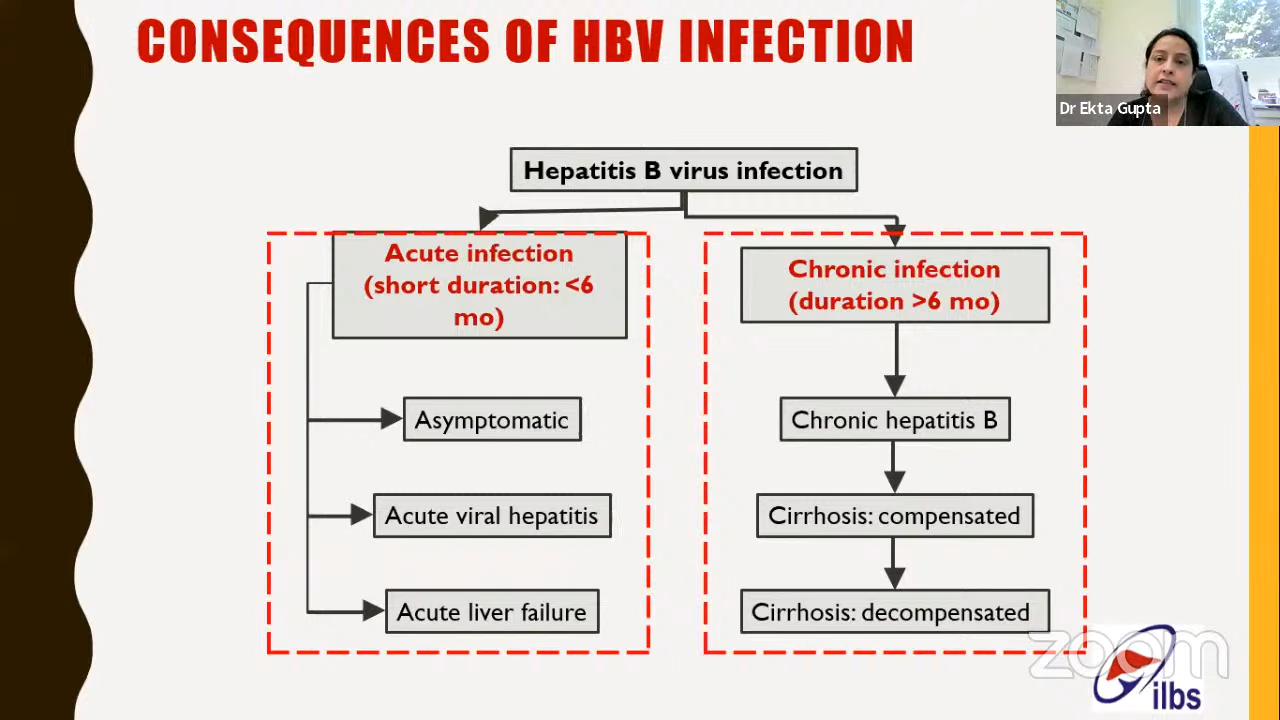 CONSEQUENCES OF HBV INFECTION
Dr Ekta Gupta
Hepatitis B virus infection
Acute infection
(short duration: <6
mo)
Chronic infection
(duration >6 mo)
Asymptomatic
Chronic hepatitis B
Acute viral hepatitis
Cirrhosis: compensated
Acute liver failure
Cirrhosis: decompensated
zoom
ilbs